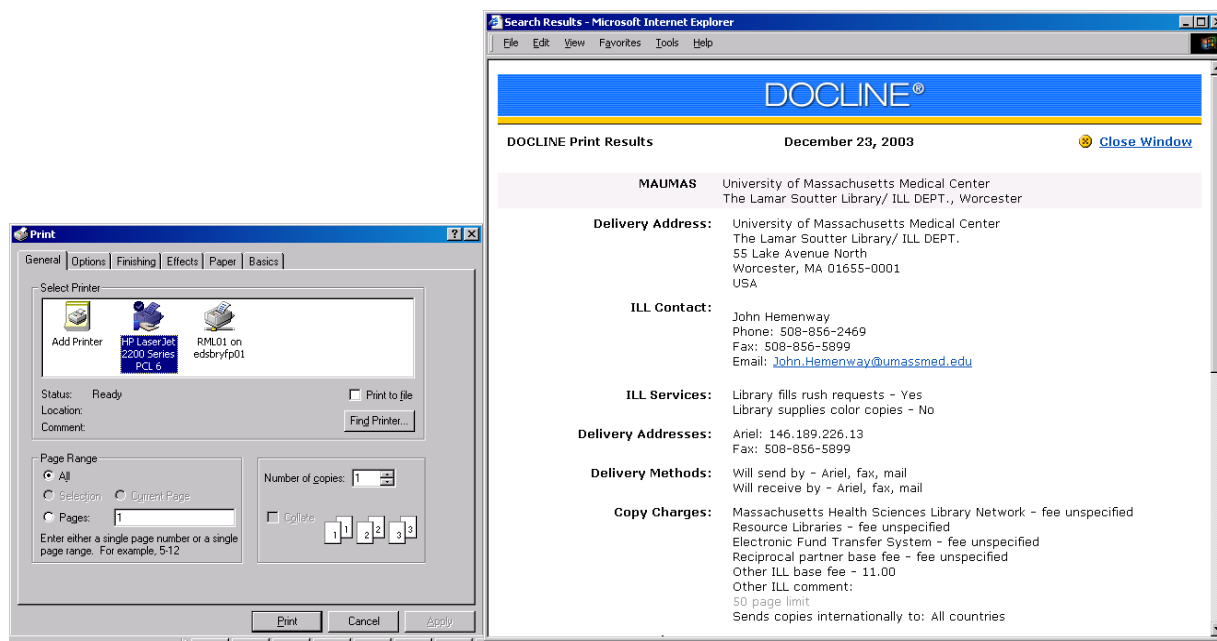 Print
General Options Finishing Effects Paper Basics
Select Printer
Add Printer
HP LaserJet
2200 Series
PCL 6
RML01 on
edsbryfp01
Status: Ready
Print to file
Location:
Comment:
Find Printer...
Page Range
All
Selection Current Page
Pages: 1
Enter either a single page number or a single
page range. For example, 5-12
Number of copies: 1
Collate
1 1 2 2 3 3
Print Cancel Apply
Search Results - Microsoft Internet Explorer
File Edit View Favorites Tools Help
DOCLINE®
DOCLINE Print Results December 23, 2003 Close Window
MAUMAS University of Massachusetts Medical Center
The Lamar Soutter Library/ ILL DEPT., Worcester
Delivery Address: University of Massachusetts Medical Center
The Lamar Soutter Library/ ILL DEPT.
55 Lake Avenue North
Worcester, MA 01655-0001
USA
ILL Contact:
John Hemenway
Phone: 508-856-2469
Fax: 508-856-5899
Email: John.Hemenway@umassmed.edu
ILL Services: Library fills rush requests - Yes
Library supplies color copies - No
Delivery Addresses: Ariel: 146.189.226.13
Fax: 508-856-5899
Delivery Methods: Will send by - Ariel, fax, mail
Will receive by - Ariel, fax, mail
Copy Charges: Massachusetts Health Sciences Library Network - fee unspecified
Resource Libraries - fee unspecified
Electronic Fund Transfer System - fee unspecified
Reciprocal partner base fee - fee unspecified
Other ILL base fee - 11.00
Other ILL comment:
50 page limit
Sends copies internationally to: All countries